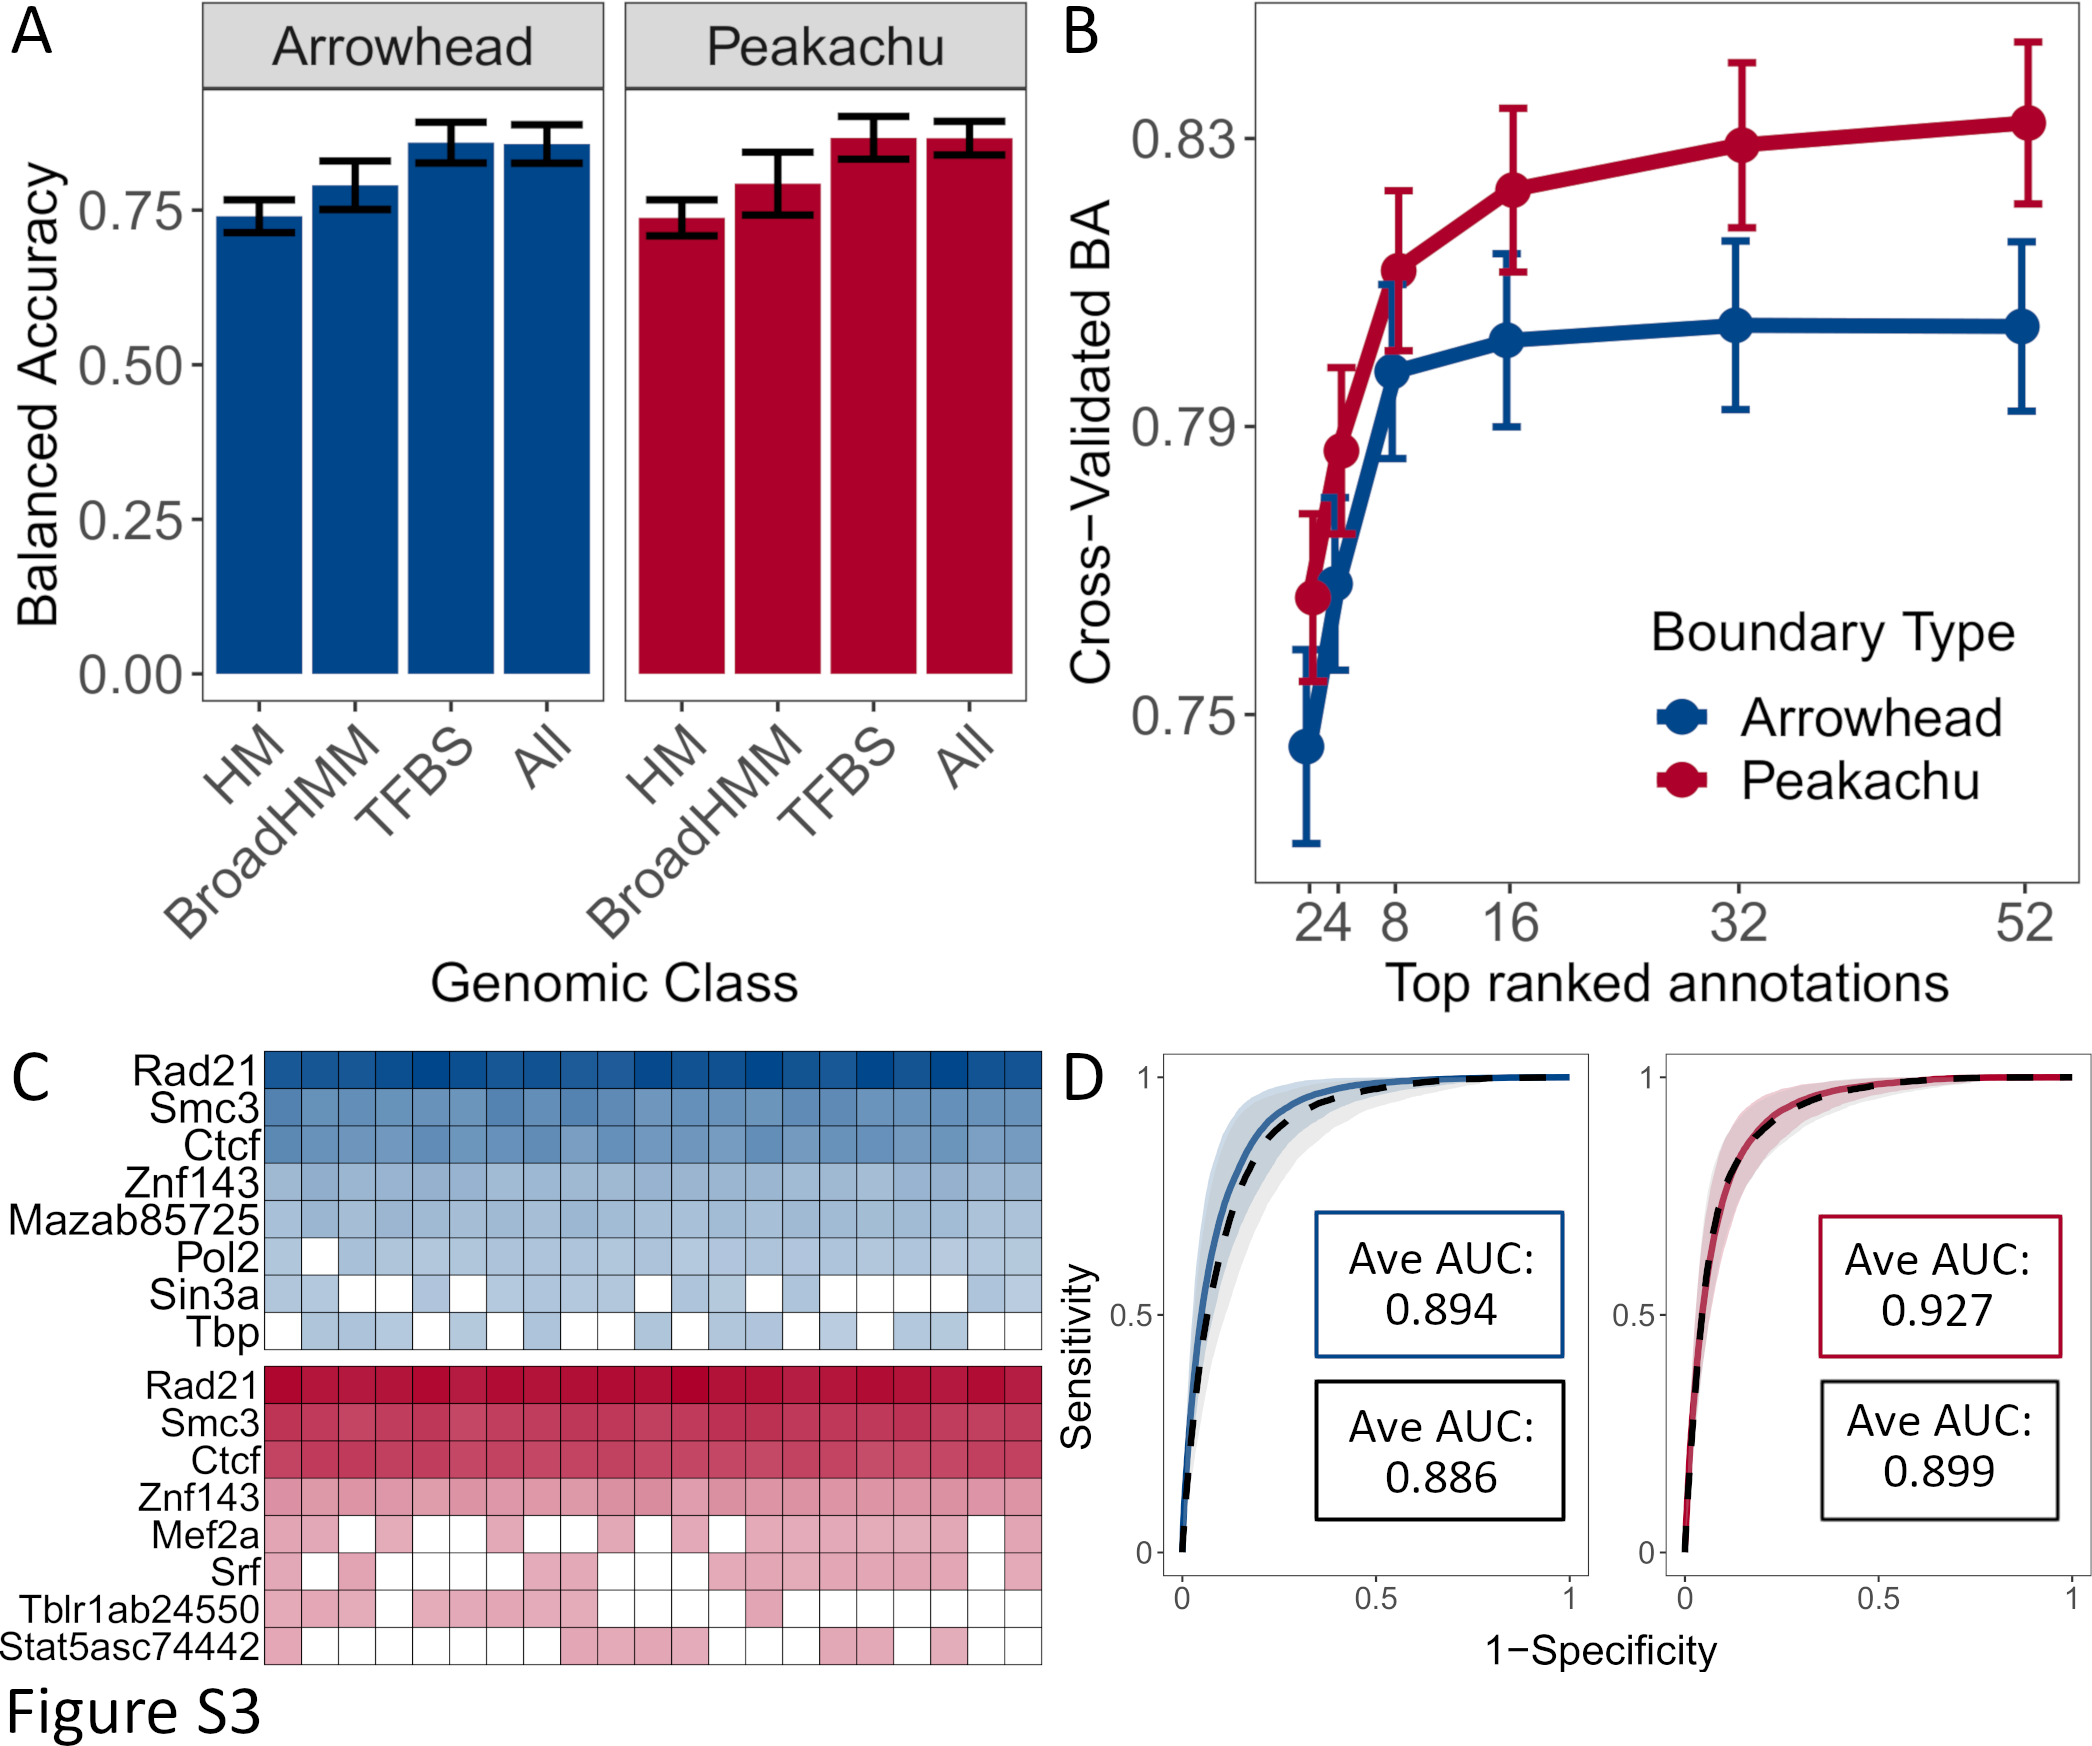 A
Arrowhead
Peakachu
Balanced Accuracy
0.75
0.50
0.25
0.00
HM
BroadHMM
TFBS
All
HM
BroadHMM
TFBS
All
Genomic Class
B
Cross−Validated BA
0.83
0.79
0.75
Boundary Type
Arrowhead
Peakachu
2 4 8 16 32 52
Top ranked annotations
C
Rad21
Smc3
Ctcf
Znf143
Mazab85725
Pol2
Sin3a
Tbp
Rad21
Smc3
Ctcf
Znf143
Mef2a
Srf
Tblr1ab24550
Stat5asc74442
D
Sensitivity
1
0.5
0
Ave AUC:
0.894
Ave AUC:
0.886
0 0.5 1
1
0.5
0
Ave AUC:
0.927
Ave AUC:
0.899
0 0.5 1
1−Specificity
Figure S3